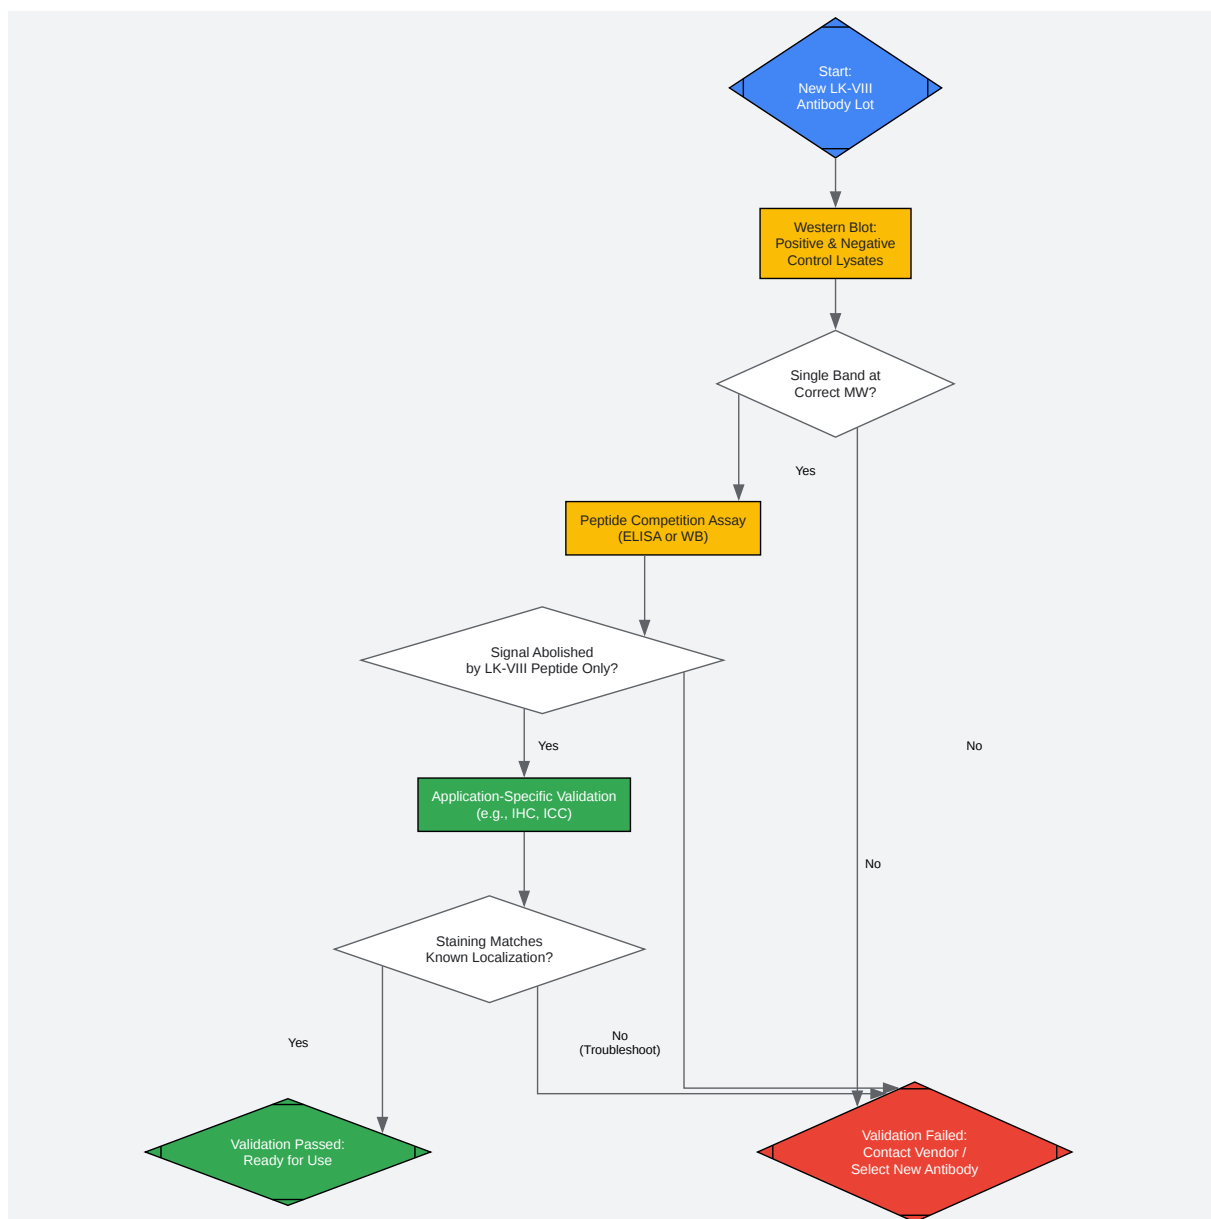 Start:
New LK-VIII
Antibody Lot
Western Blot:
Positive & Negative
Control Lysates
Single Band at
Correct MW?
Yes
Peptide Competition Assay
(ELISA or WB)
Signal Abolished
by LK-VIII Peptide Only?
Yes
No
Application-Specific Validation
(e.g., IHC, ICC)
No
Staining Matches
Known Localization?
Yes
No
(Troubleshoot)
Validation Passed:
Ready for Use
Validation Failed:
Contact Vendor /
Select New Antibody